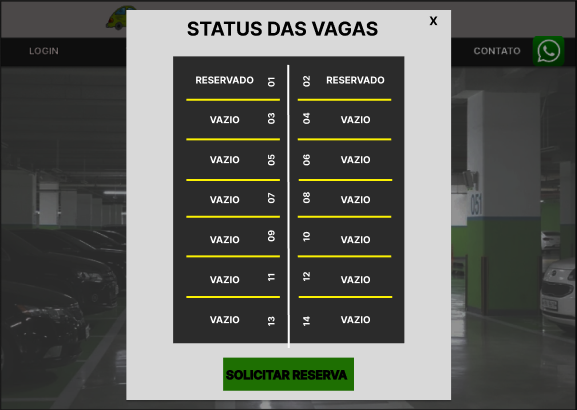 STATUS DAS VAGAS
X
LOGIN
CONTATO
RESERVADO 01 02 RESERVADO
VAZIO 03 04 VAZIO
VAZIO 05 06 VAZIO
VAZIO 07 08 VAZIO
VAZIO 09 10 VAZIO
VAZIO 11 12 VAZIO
VAZIO 13 14 VAZIO
051
SOLICITAR RESERVA